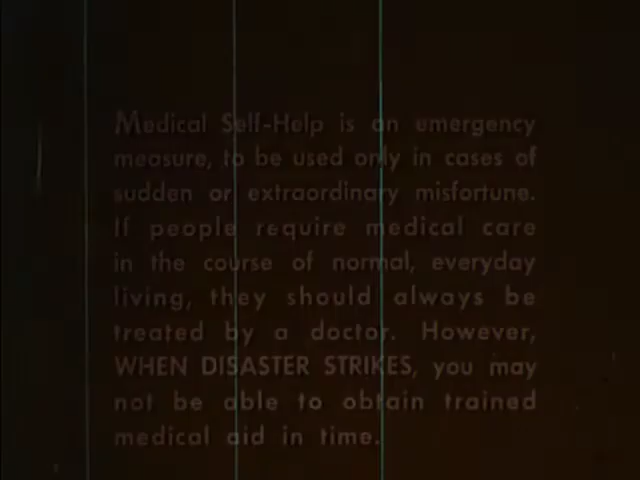 Medical Self-Help is an emergency
measure, to be used only in cases of
sudden or extraordinary misfortune.
If people require medical care
in the course of normal, everyday
living, they should always be
treated by a doctor. However,
WHEN DISASTER STRIKES, you may
not be able to obtain trained
medical aid in time.